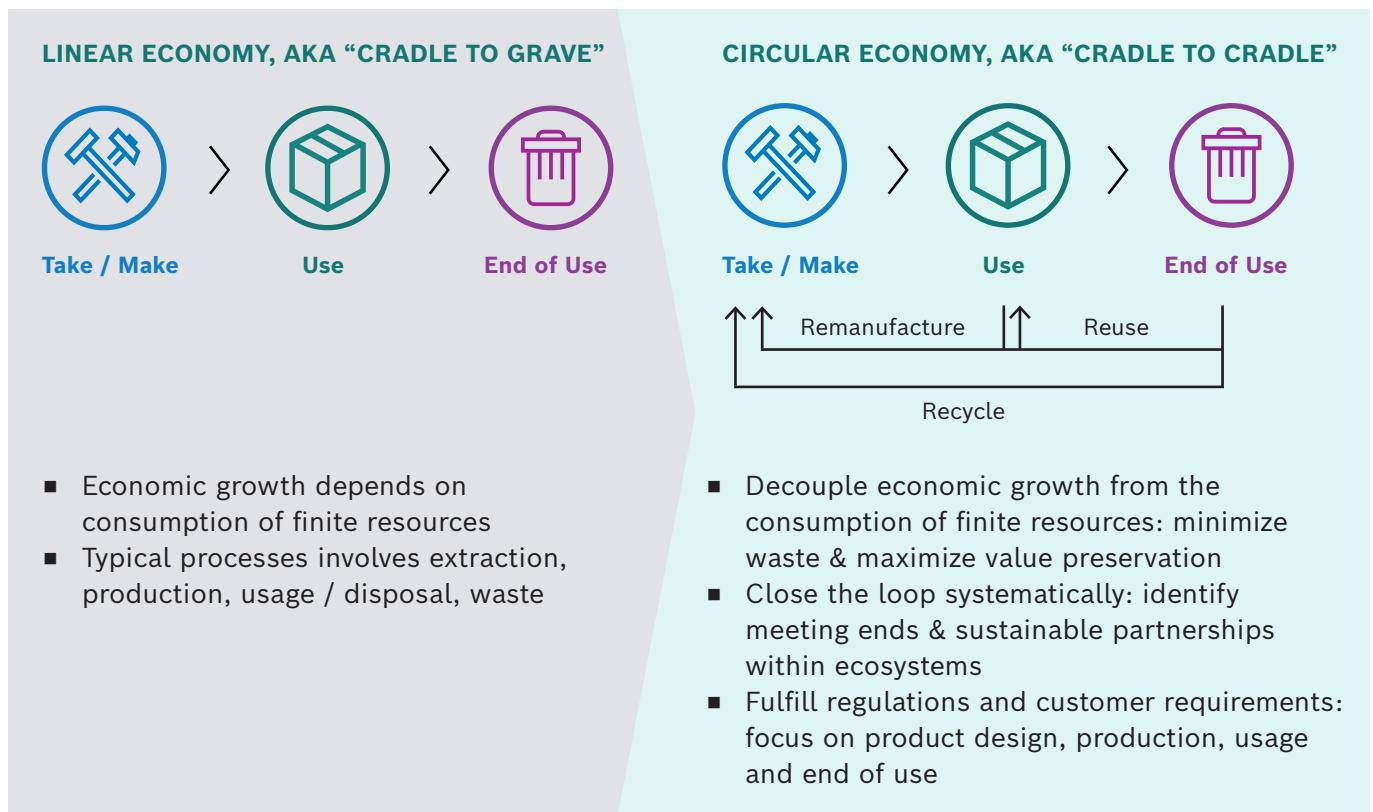 LINEAR ECONOMY, AKA “CRADLE TO GRAVE”
Take / Make
Use
End of Use
■ Economic growth depends on
consumption of finite resources
■ Typical processes involves extraction,
production, usage / disposal, waste
CIRCULAR ECONOMY, AKA “CRADLE TO CRADLE”
Take / Make
Use
End of Use
Remanufacture
Reuse
Recycle
■ Decouple economic growth from the
consumption of finite resources: minimize
waste & maximize value preservation
■ Close the loop systematically: identify
meeting ends & sustainable partnerships
within ecosystems
■ Fulfill regulations and customer requirements:
focus on product design, production, usage
and end of use